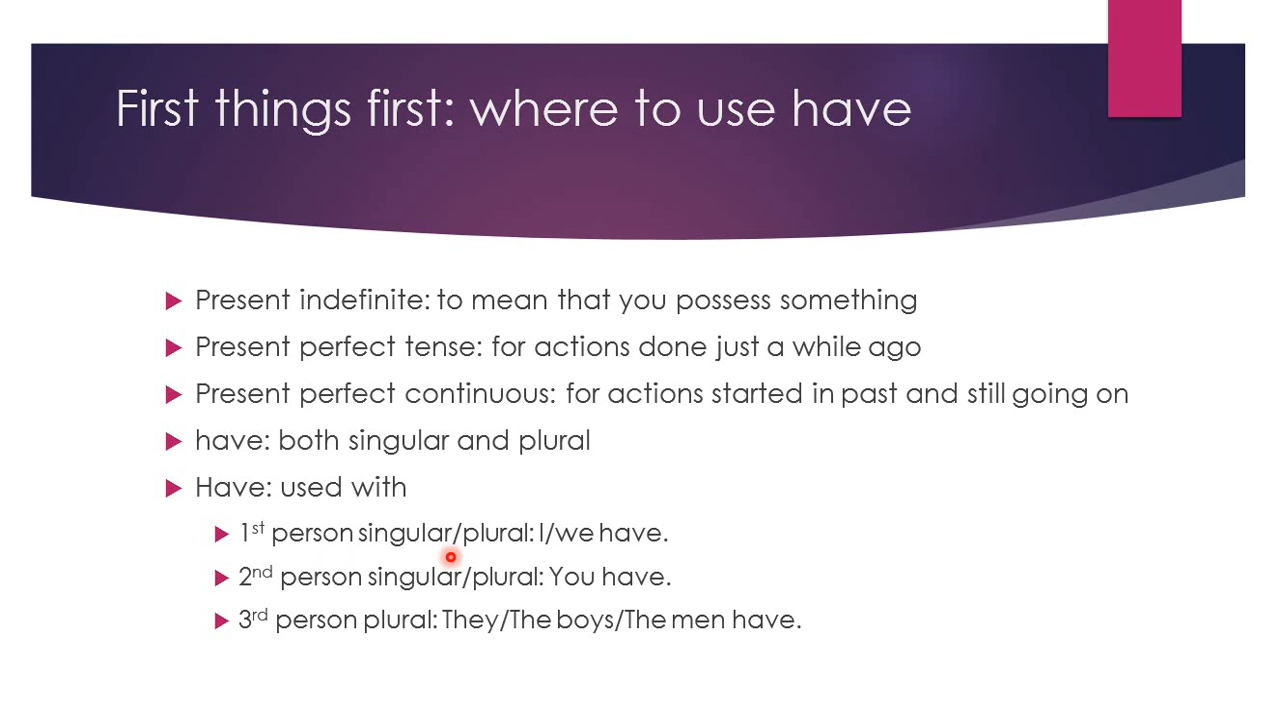 First things first: where to use have
Present indefinite: to mean that you possess something
Present perfect tense: for actions done just a while ago
Present perfect continuous: for actions started in past and still going on
have: both singular and plural
Have: used with
1st person singular/plural: I/we have.
2nd person singular/plural: You have.
3rd person plural: They/The boys/The men have.